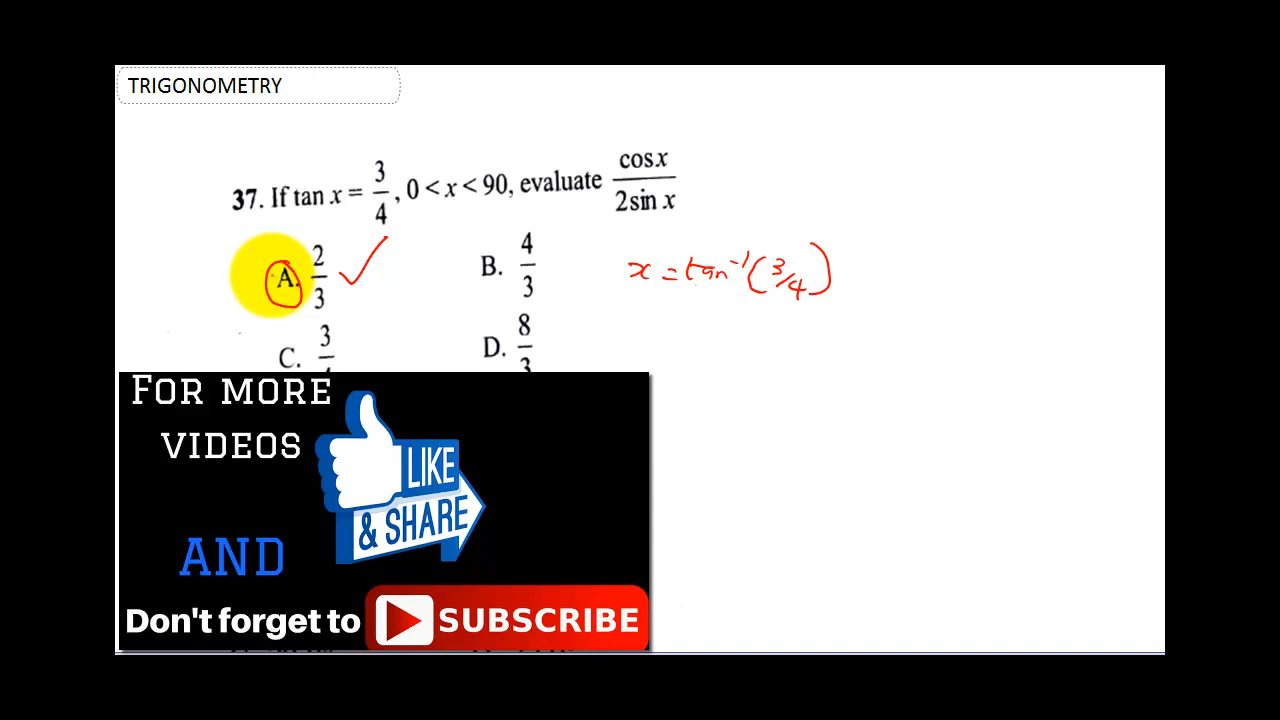 TRIGONOMETRY
37. If tan x = 3/4, 0 < x < 90, evaluate cosx/2sin x
A. 2/3 ✓ B. 4/3
x = tan⁻¹(3/4)
C. 3/ D. 8/3
FOR MORE
VIDEOS
LIKE
& SHARE
AND
Don't forget to SUBSCRIBE